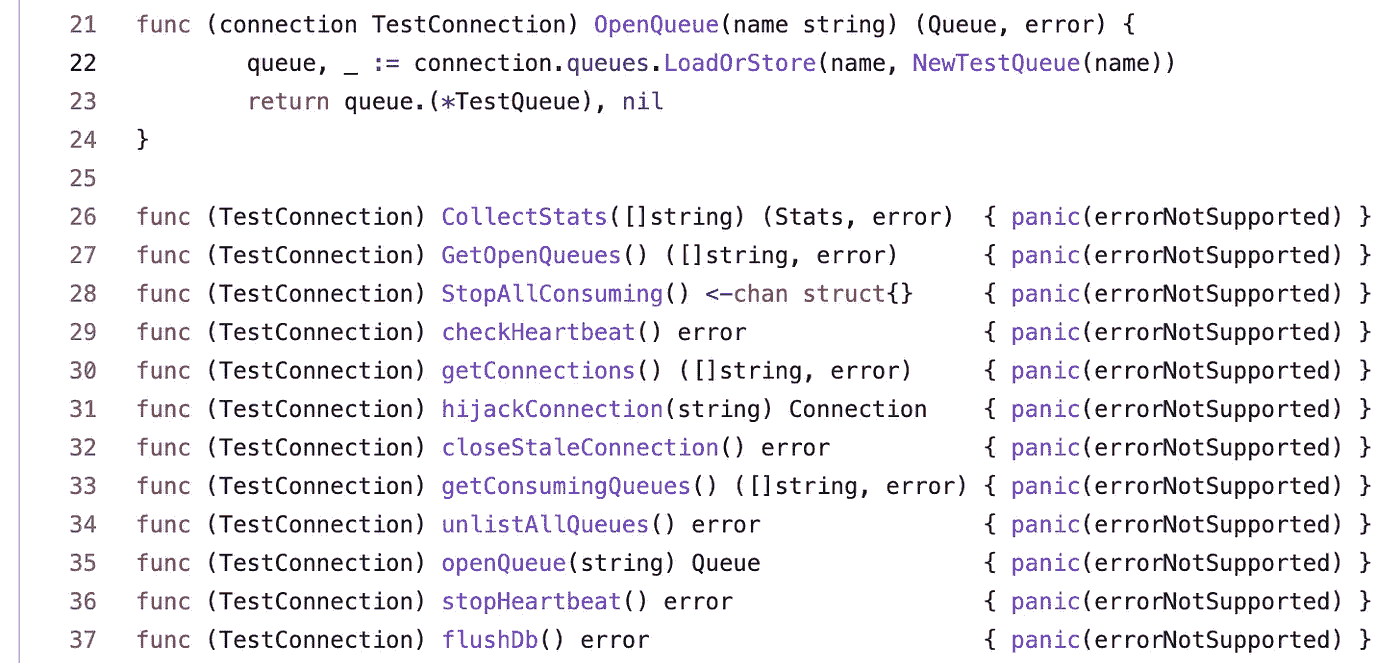 21 func (connection TestConnection) OpenQueue(name string) (Queue, error) {
22 queue, _ := connection.queues.LoadOrStore(name, NewTestQueue(name))
23 return queue.(*TestQueue), nil
24 }
25
26 func (TestConnection) CollectStats([]string) (Stats, error) { panic(errorNotSupported) }
27 func (TestConnection) GetOpenQueues() ([]string, error) { panic(errorNotSupported) }
28 func (TestConnection) StopAllConsuming() <-chan struct{} { panic(errorNotSupported) }
29 func (TestConnection) checkHeartbeat() error { panic(errorNotSupported) }
30 func (TestConnection) getConnections() ([]string, error) { panic(errorNotSupported) }
31 func (TestConnection) hijackConnection(string) Connection { panic(errorNotSupported) }
32 func (TestConnection) closeStaleConnection() error { panic(errorNotSupported) }
33 func (TestConnection) getConsumingQueues() ([]string, error) { panic(errorNotSupported) }
34 func (TestConnection) unlistAllQueues() error { panic(errorNotSupported) }
35 func (TestConnection) openQueue(string) Queue { panic(errorNotSupported) }
36 func (TestConnection) stopHeartbeat() error { panic(errorNotSupported) }
37 func (TestConnection) flushDb() error { panic(errorNotSupported) }